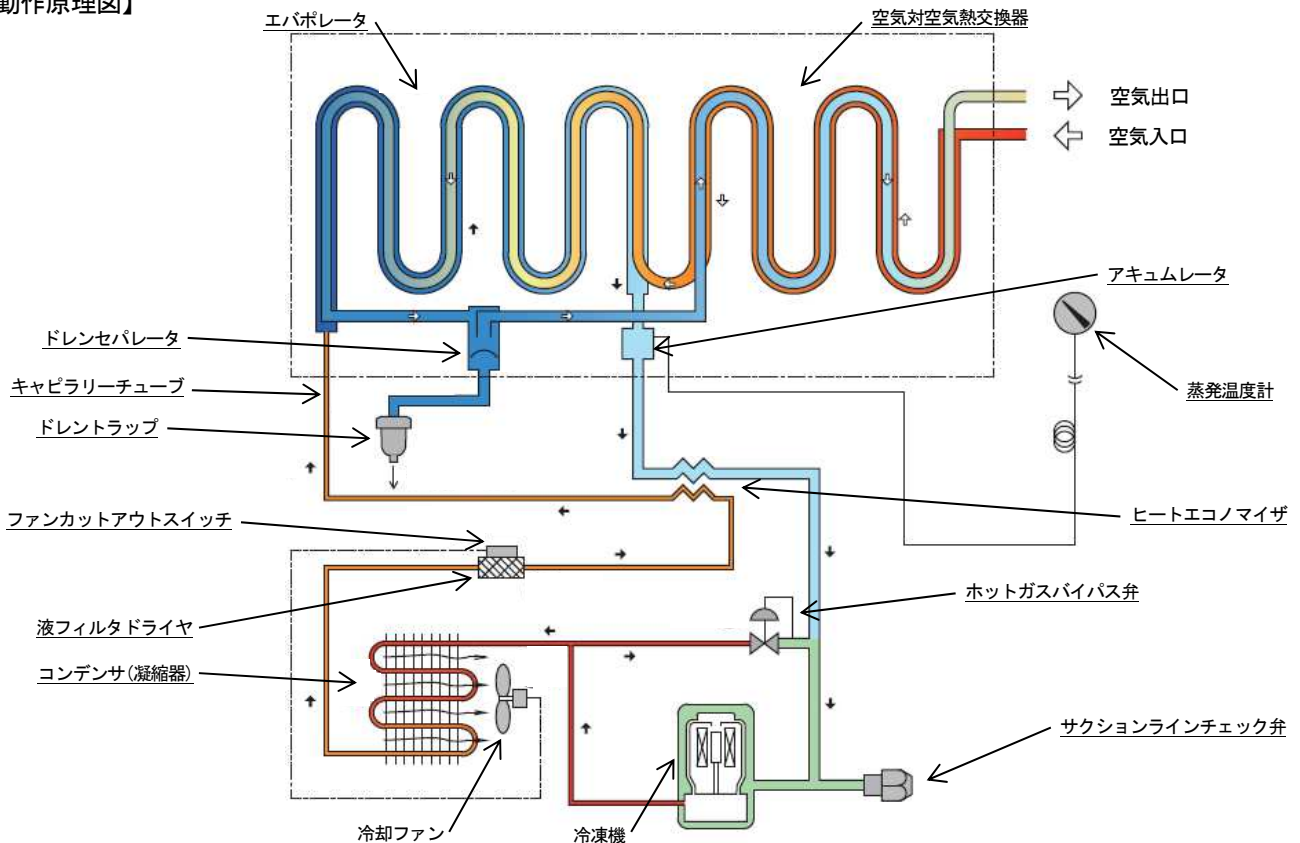 動作原理図】
エバポレータ
空気対空気熱交換器
空気出口
空気入口
アキュムレータ
ドレンセパレータ
キャピラリーチューブ
蒸発温度計
ドレントラップ
ファンカットアウトスイッチ
ヒートエコノマイザ
ホットガスバイパス弁
液フィルタドライヤ
コンデンサ(凝縮器)
サクションラインチェック弁
冷却ファン
冷凍機